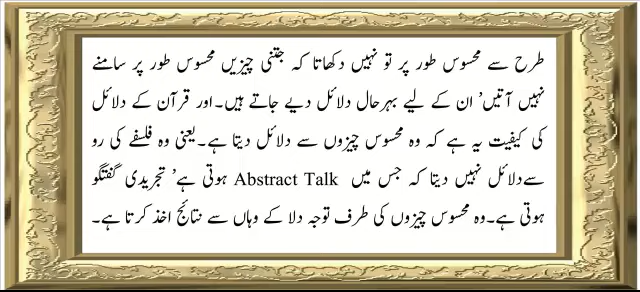 طرح سے محسوس طور پر تو نہیں دکھاتا کہ جتنی چیزیں محسوس طور پر سامنے
نہیں آتیں’ ان کے لیے بہرحال دلائل دیے جاتے ہیں۔اور قرآن کے دلائل
کی کیفیت یہ ہے کہ وہ محسوس چیزوں سے دلائل دیتا ہے۔یعنی وہ فلسفے کی رو
سےدلائل نہیں دیتا کہ جس میں Abstract Talk ہوتی ہے’ تجریدی گفتگو
ہوتی ہے۔وہ محسوس چیزوں کی طرف توجہ دلا کے وہاں سے نتائج اخذ کرتا ہے۔